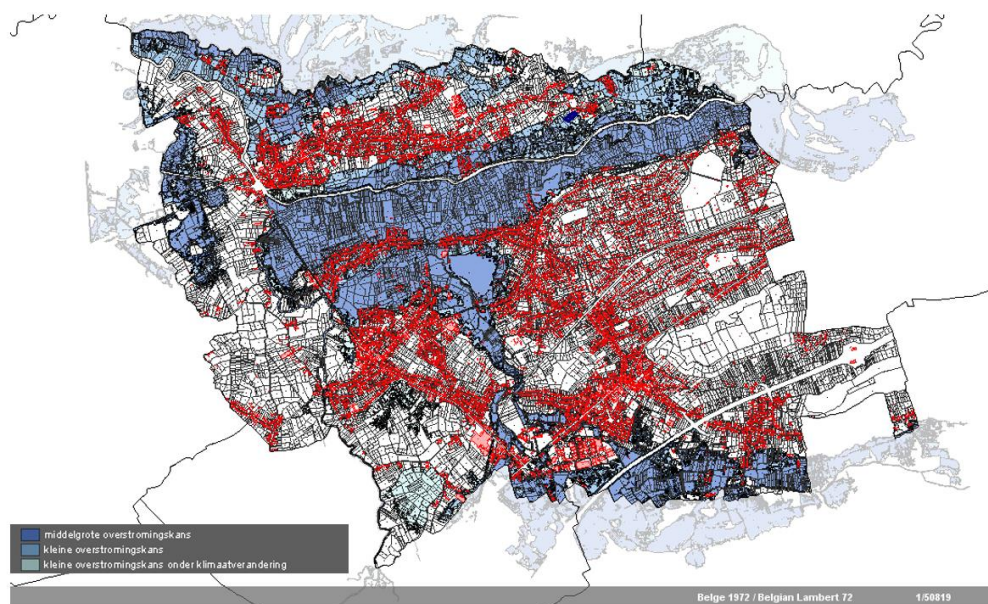 middelgrote overstromingskans
kleine overstromingskans
kleine overstromingskans onder klimaatverandering
Belge 1972 / Belgian Lambert 72 1/50819